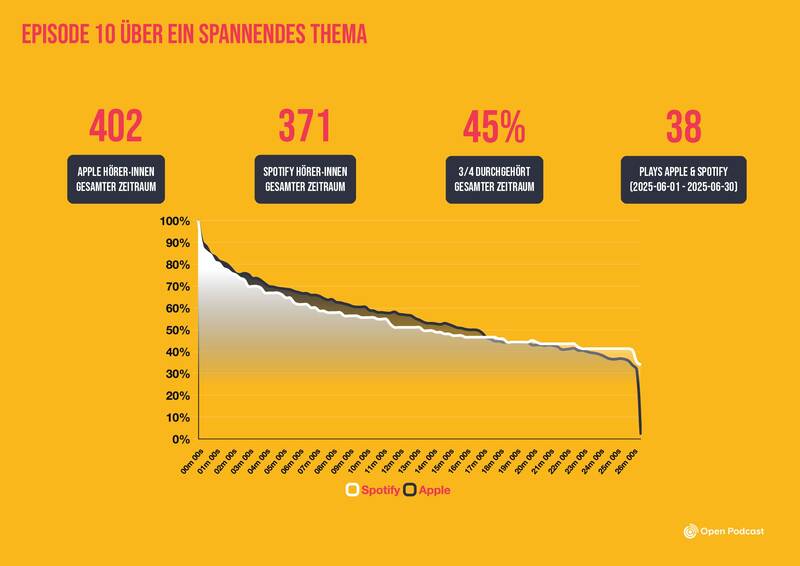 EPISODE 10 ÜBER EIN SPANNENDES THEMA
402
APPLE HÖRER-INNEN
GESAMTER ZEITRAUM
371
SPOTIFY HÖRER-INNEN
GESAMTER ZEITRAUM
45%
3/4 DURCHGEHÖRT
GESAMTER ZEITRAUM
38
PLAYS APPLE & SPOTIFY
(2025-06-01 - 2025-06-30)
100%
90%
80%
70%
60%
50%
40%
30%
20%
10%
0%
00m 00s
01m 00s
02m 00s
03m 00s
04m 00s
05m 00s
06m 00s
07m 00s
08m 00s
09m 00s
10m 00s
11m 00s
12m 00s
13m 00s
14m 00s
15m 00s
16m 00s
17m 00s
18m 00s
19m 00s
20m 00s
21m 00s
22m 00s
23m 00s
24m 00s
25m 00s
26m 00s
Spotify Apple
Open Podcast